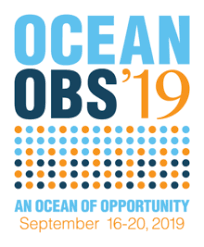 OCEAN
OBS'19
AN OCEAN OF OPPORTUNITY
September 16-20, 2019